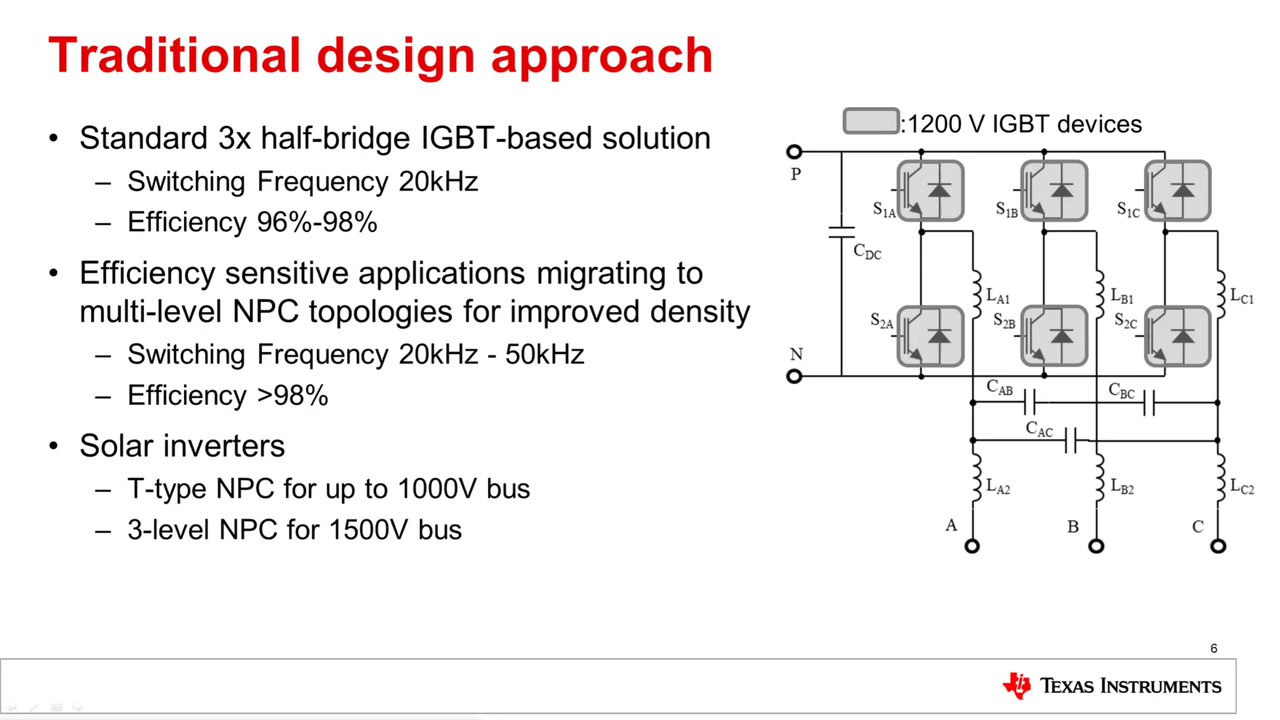 Traditional design approach
• Standard 3x half-bridge IGBT-based solution
– Switching Frequency 20kHz
– Efficiency 96%-98%
• Efficiency sensitive applications migrating to
multi-level NPC topologies for improved density
– Switching Frequency 20kHz - 50kHz
– Efficiency >98%
• Solar inverters
– T-type NPC for up to 1000V bus
– 3-level NPC for 1500V bus
:1200 V IGBT devices
P
S1A
S1B
S1C
CDC
LA1
LB1
LC1
S2A
S2B
S2C
N
CAB
CBC
CAC
LA2
LB2
LC2
A
B
C
6
TEXAS INSTRUMENTS